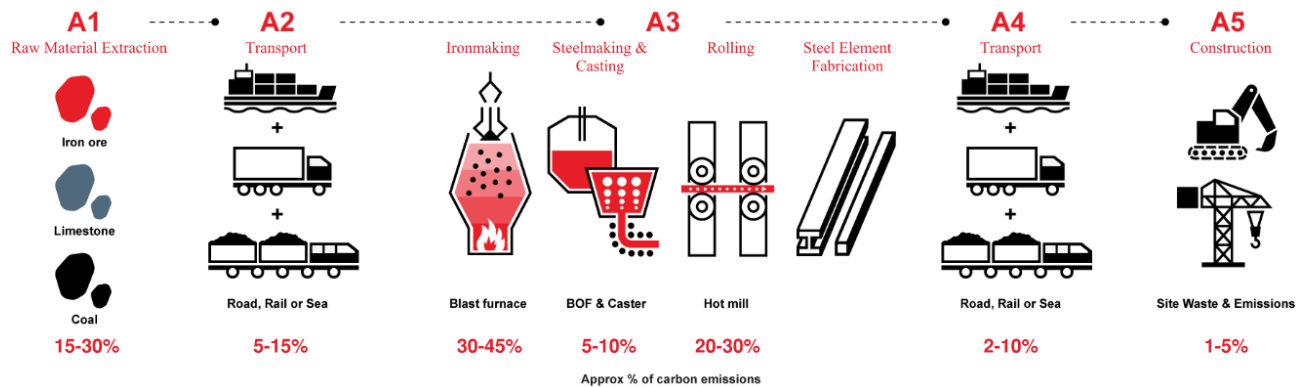 A1
A2
A3
A4
A5
Raw Material Extraction
Transport
Ironmaking
Steelmaking &
Casting
Rolling
Steel Element
Fabrication
Transport
Construction
Iron ore
+
+
Limestone
+
+
Coal
Road, Rail or Sea
Blast furnace
BOF & Caster
Hot mill
Road, Rail or Sea
Site Waste & Emissions
15-30%
5-15%
30-45%
5-10%
20-30%
2-10%
1-5%
Approx % of carbon emissions